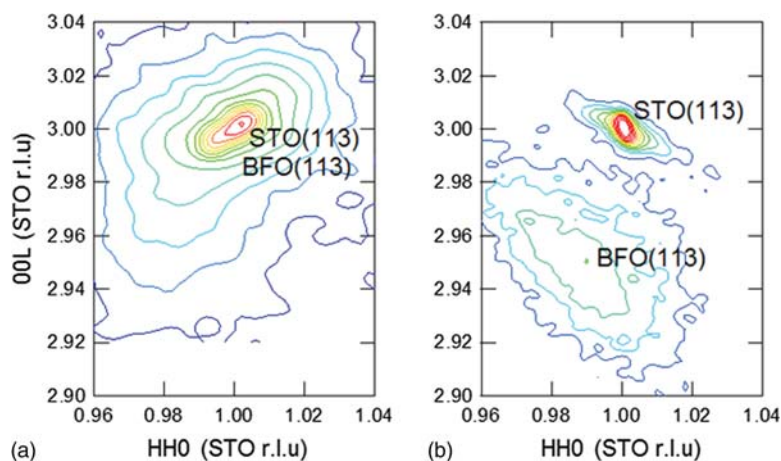 3.04
3.02
3.00
2.98
2.96
2.94
2.92
2.90
00L (STO r.l.u)
STO(113)
BFO(113)
0.96 0.98 1.00 1.02 1.04
HH0 (STO r.l.u)
(a)
3.04
3.02
3.00
2.98
2.96
2.94
2.92
2.90
STO(113)
BFO(113)
0.96 0.98 1.00 1.02 1.04
HH0 (STO r.l.u)
(b)